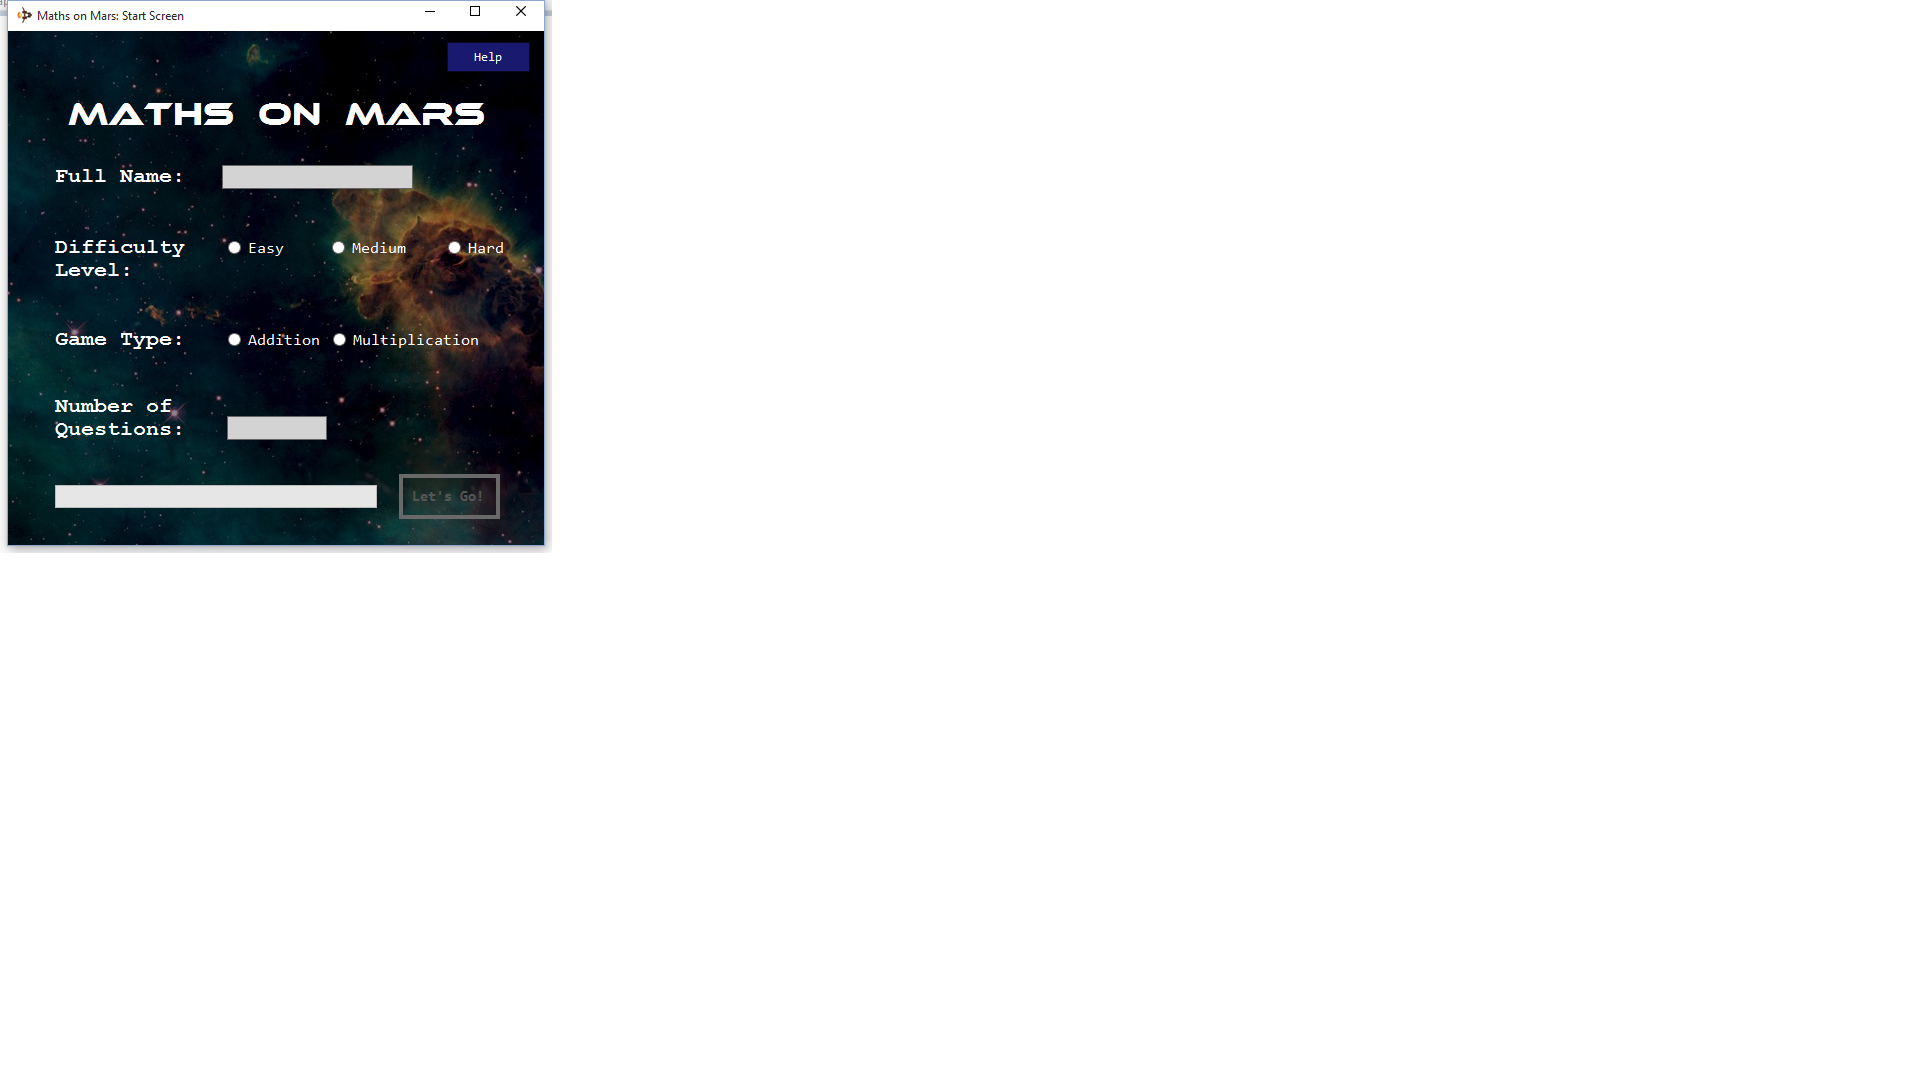 Maths on Mars: Start Screen
Help
MATHS ON MARS
Full Name:
Difficulty Level:
Easy
Medium
Hard
Game Type:
Addition
Multiplication
Number of
Questions:
Let's Go!